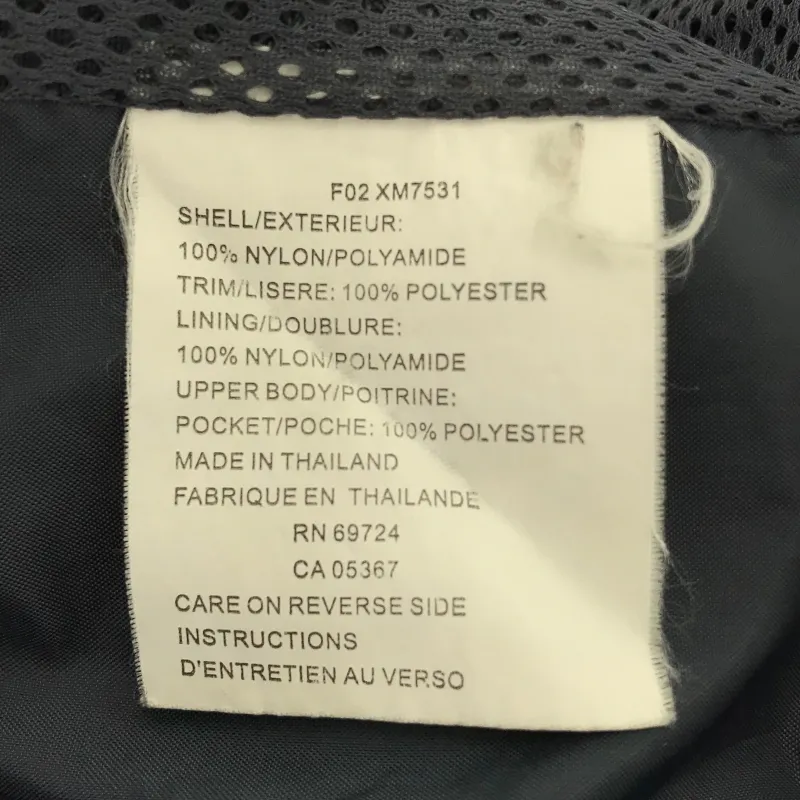 F02 XM7531
SHELL/EXTERIEUR:
100% NYLON/POLYAMIDE
TRIM/LISERE: 100% POLYESTER
LINING/DOUBLURE:
100% NYLON/POLYAMIDE
UPPER BODY/POITRINE:
POCKET/POCHE: 100% POLYESTER
MADE IN THAILAND
FABRIQUE EN THAILANDE
RN 69724
CA 05367
CARE ON REVERSE SIDE
INSTRUCTIONS
D'ENTRETIEN AU VERSO